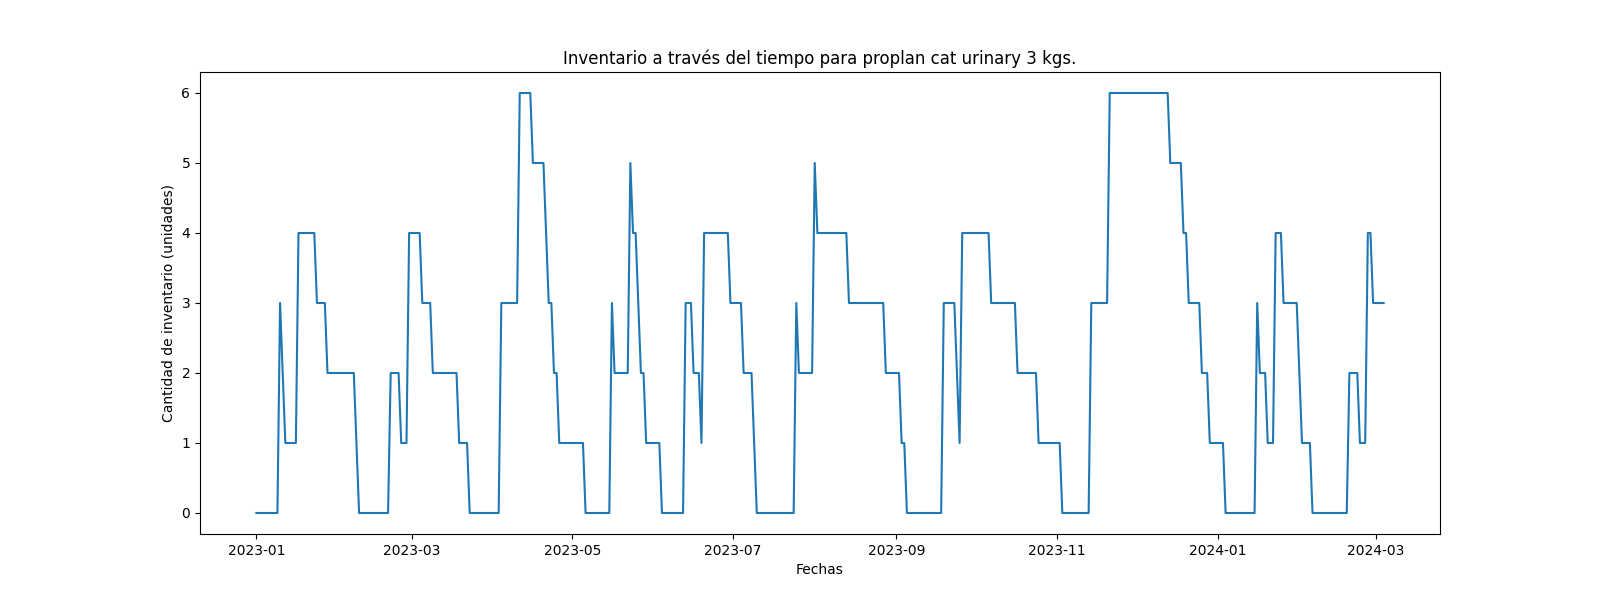 Inventario a través del tiempo para proplan cat urinary 3 kgs.
Cantidad de inventario (unidades)
6
5
4
3
2
1
0
2023-01 2023-03 2023-05 2023-07 2023-09 2023-11 2024-01 2024-03
Fechas